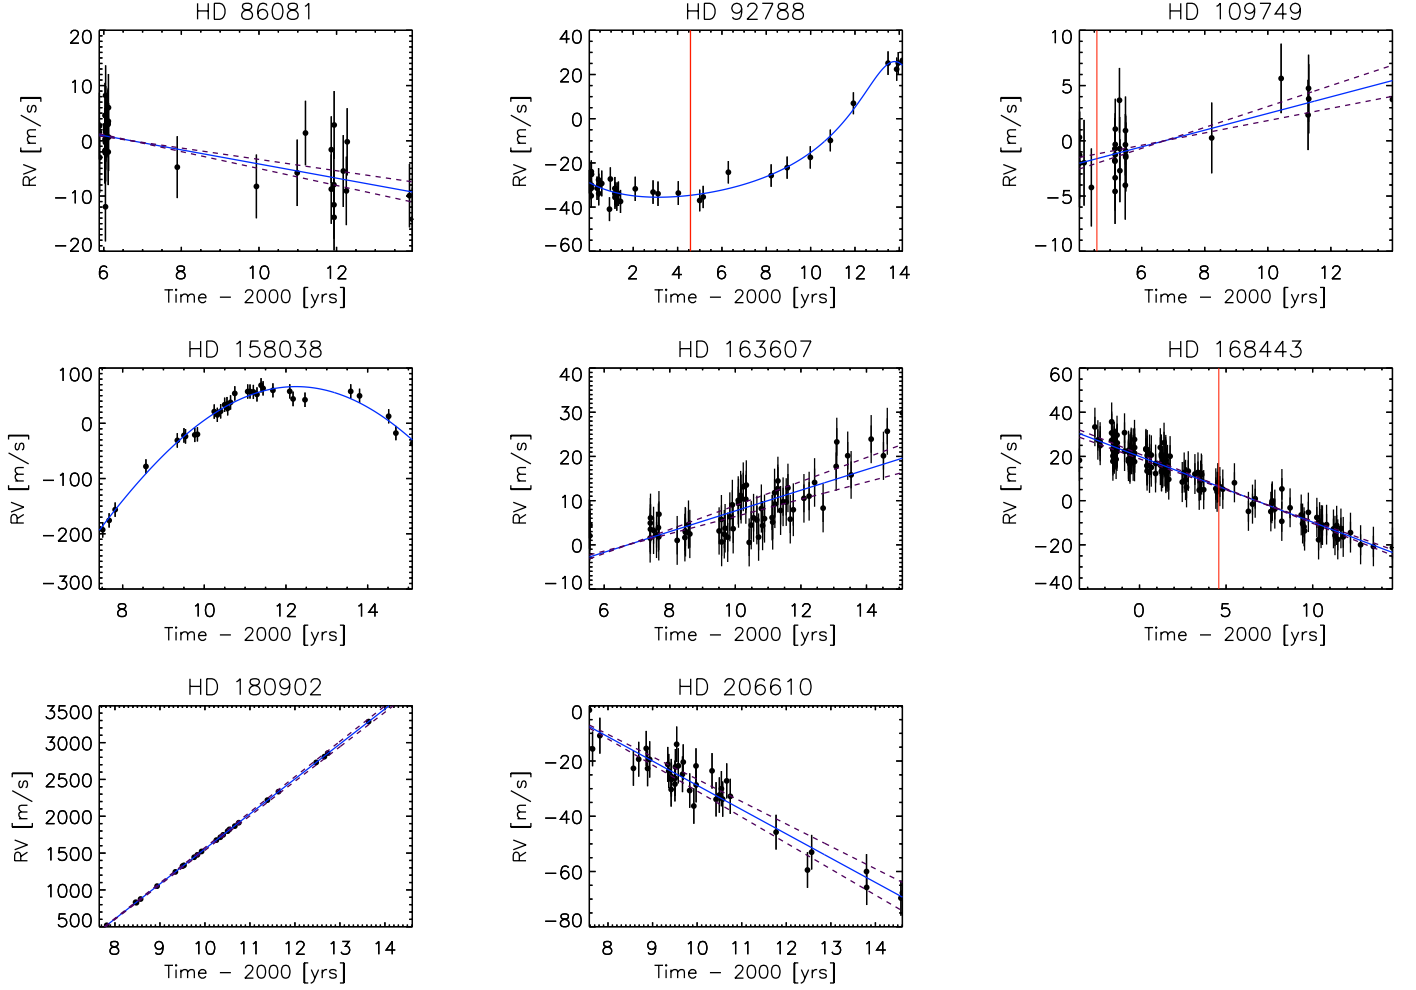 HD 86081
20
10
0
−10
−20
RV [m/s]
6 8 10 12
Time − 2000 [yrs]
HD 92788
40
20
0
−20
−40
−60
RV [m/s]
2 4 6 8 10 12 14
Time − 2000 [yrs]
HD 109749
10
5
0
−5
−10
RV [m/s]
6 8 10 12
Time − 2000 [yrs]
HD 158038
100
0
−100
−200
−300
RV [m/s]
8 10 12 14
Time − 2000 [yrs]
HD 163607
40
30
20
10
0
−10
RV [m/s]
6 8 10 12 14
Time − 2000 [yrs]
HD 168443
60
40
20
0
−20
−40
RV [m/s]
0 5 10
Time − 2000 [yrs]
HD 180902
3500
3000
2500
2000
1500
1000
500
RV [m/s]
8 9 10 11 12 13 14
Time − 2000 [yrs]
HD 206610
0
−20
−40
−60
−80
RV [m/s]
8 9 10 11 12 13 14
Time − 2000 [yrs]